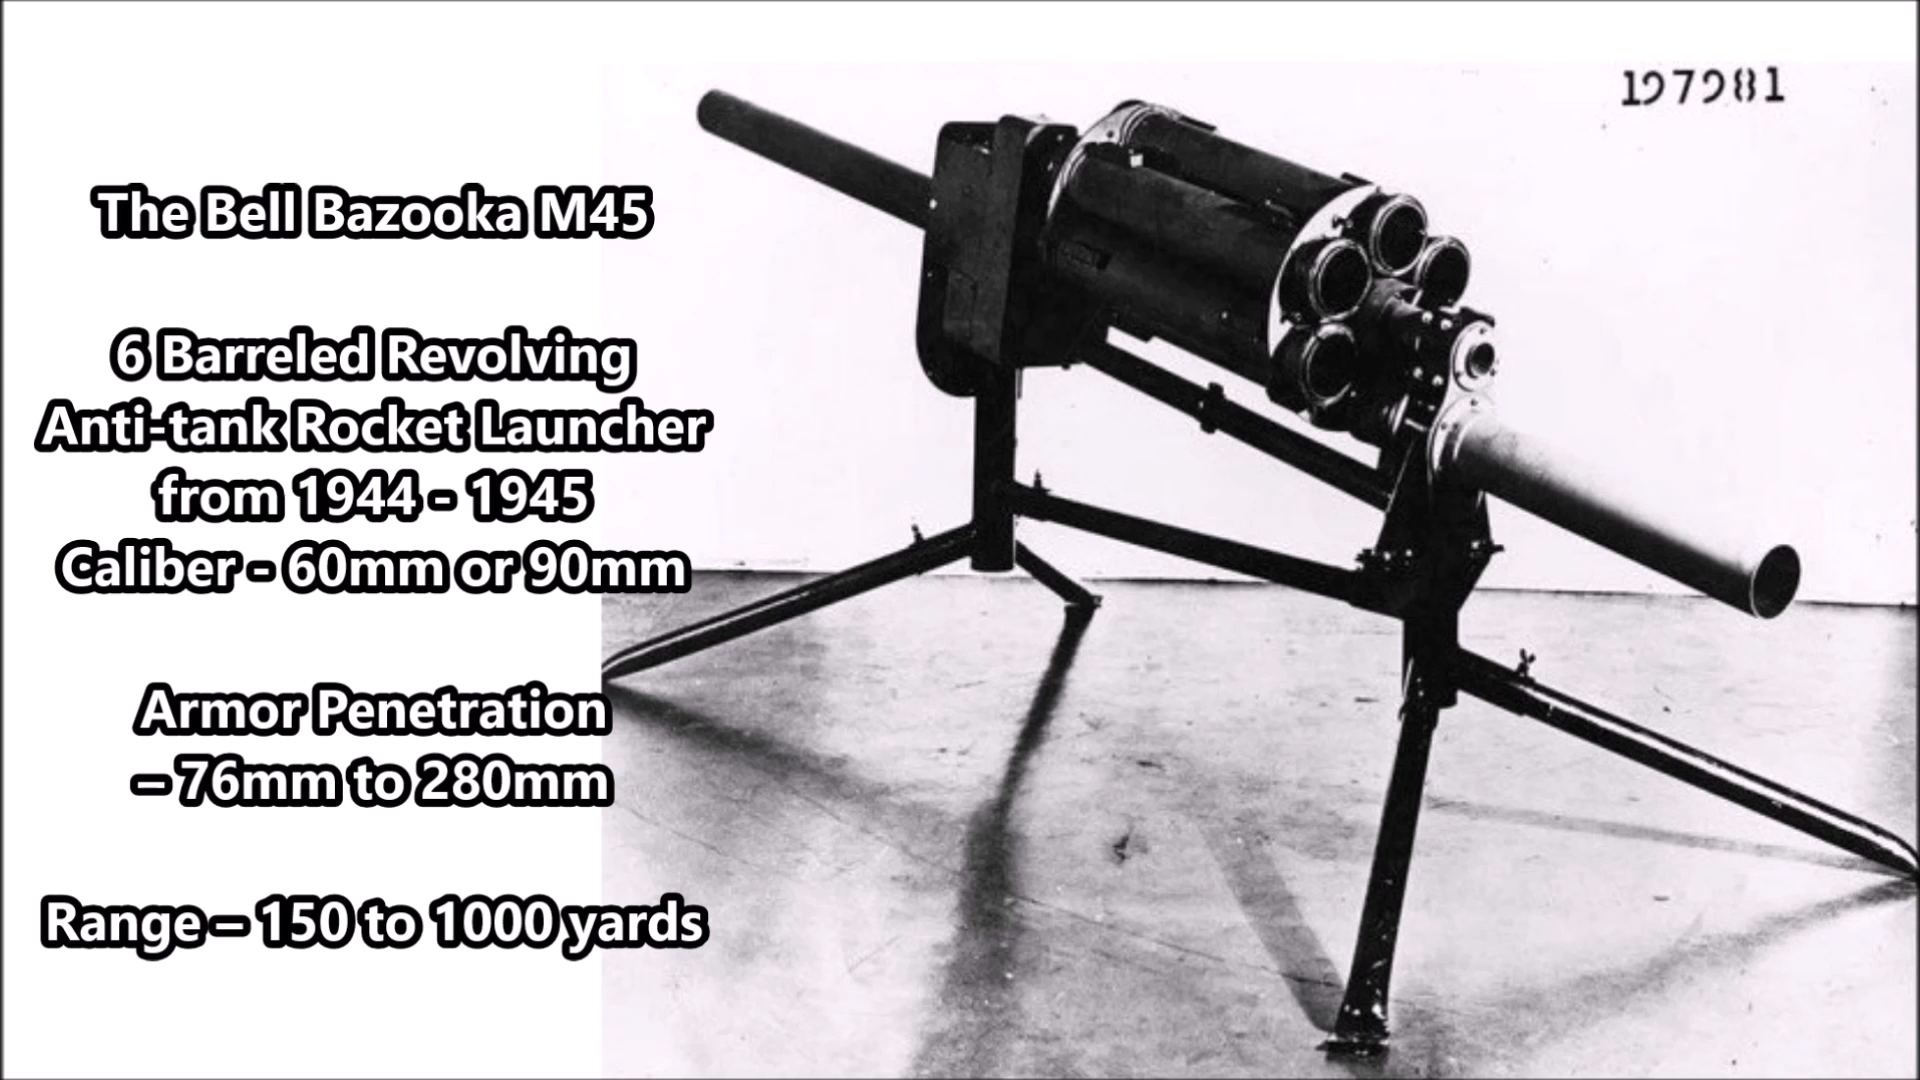 197981
The Bell Bazooka M45
6 Barreled Revolving
Anti-tank Rocket Launcher
from 1944 - 1945
Caliber - 60mm or 90mm
Armor Penetration
– 76mm to 280mm
Range – 150 to 1000 yards